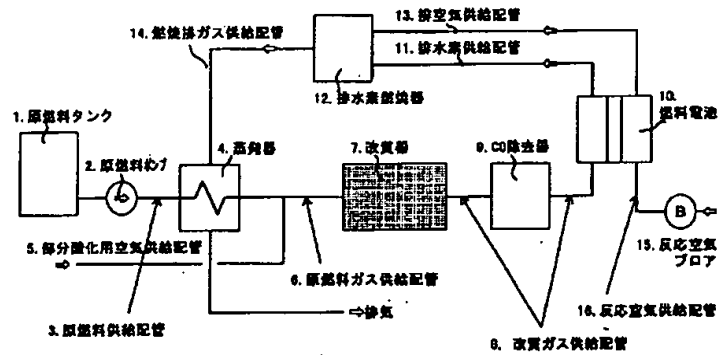 13.排空気供給配管
14.燃焼排ガス供給配管
11.排水素供給配管
12.排水素燃焼器
10.
燃料電池
1.原燃料タンク
2.原燃料ポンプ
4.蒸発器
7.改質器
9.CO除去器
B
15.反応空気
ブロア
5.部分酸化用空気供給配管
6.原燃料ガス供給配管
16.反応空気供給配管
3.原燃料供給配管
⇨排気
8.改質ガス供給配管